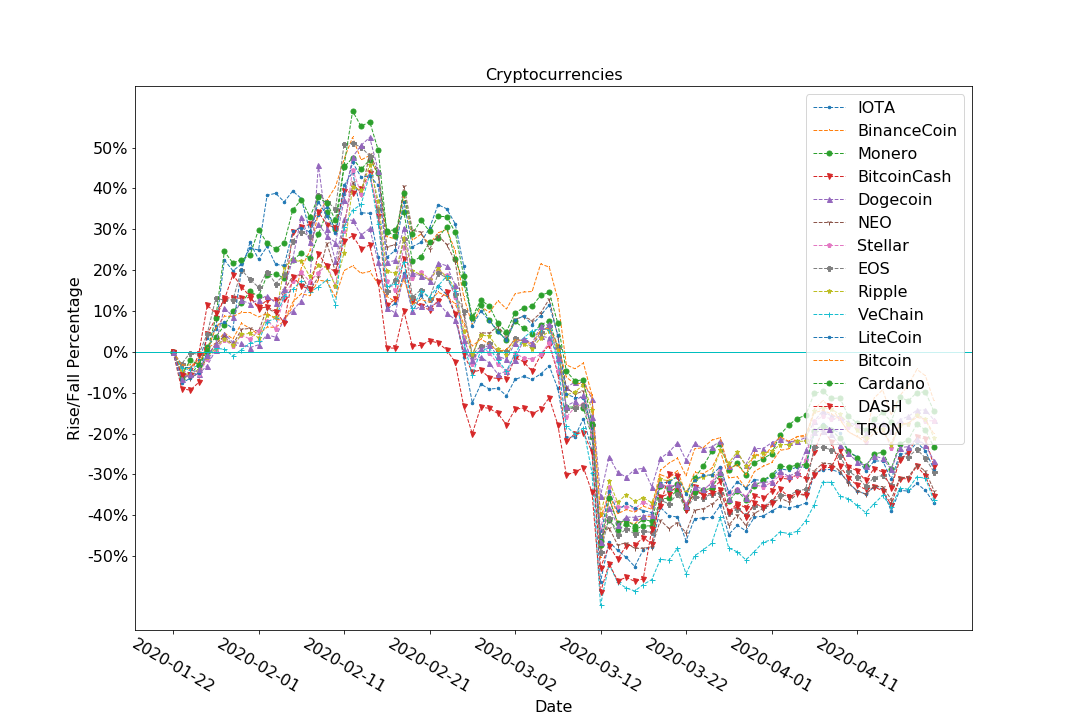 Cryptocurrencies
Rise/Fall Percentage
50%
40%
30%
20%
10%
0%
-10%
-20%
-30%
-40%
-50%
IOTA
BinanceCoin
Monero
BitcoinCash
Dogecoin
NEO
Stellar
EOS
Ripple
VeChain
LiteCoin
Bitcoin
Cardano
DASH
TRON
2020-01-22
2020-02-01
2020-02-11
2020-02-21
2020-03-02
2020-03-12
2020-03-22
2020-04-01
2020-04-11
Date